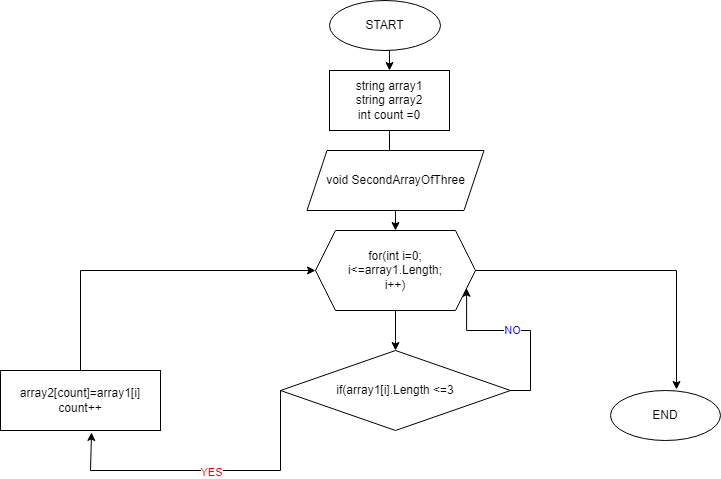 START
string array1
string array2
int count =0
void SecondArrayOfThree
for(int i=0;
i<=array1.Length;
i++)
NO
if(array1[i].Length <=3
array2[count]=array1[i]
count++
END
YES